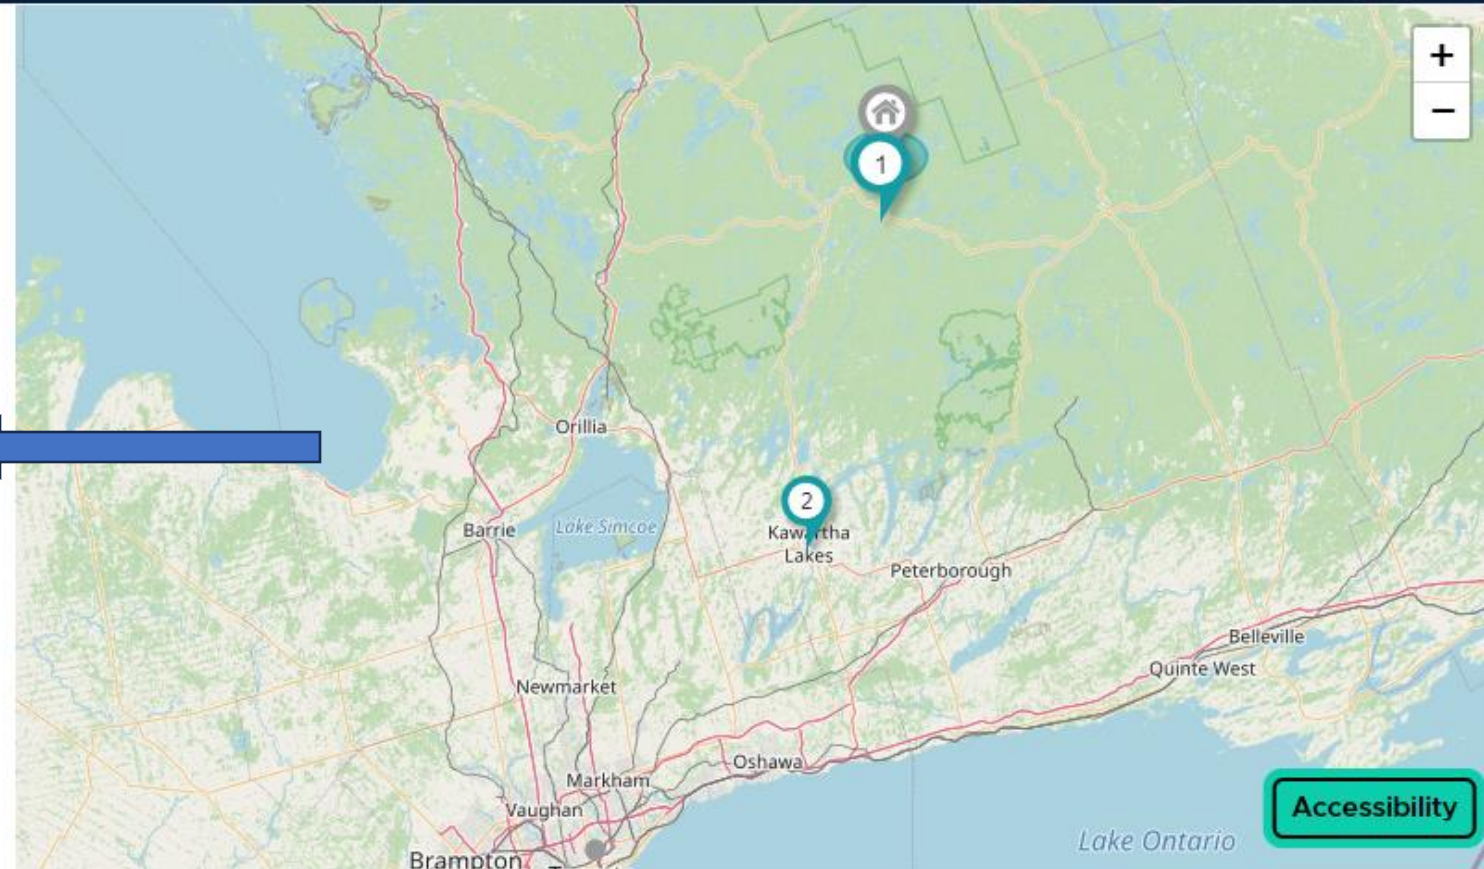 +
−
1
Orillia
2
Barrie
Lake Simcoe
Kawartha
Lakes
Peterborough
Belleville
Quinte West
Newmarket
Oshawa
Markham
Vaughan
Accessibility
Lake Ontario
Brampton